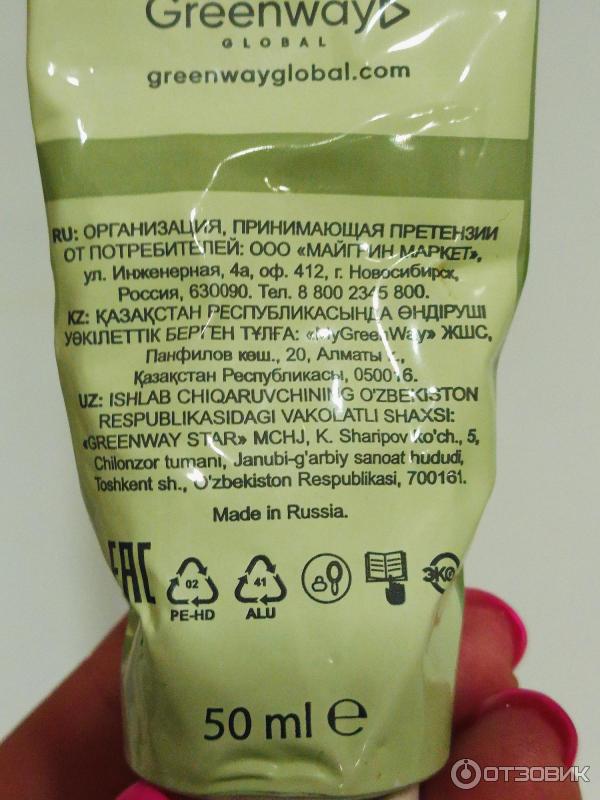 Greenway
GLOBAL
greenwayglobal.com
RU: ОРГАНИЗАЦИЯ, ПРИНИМАЮЩАЯ ПРЕТЕНЗИИ
ОТ ПОТРЕБИТЕЛЕЙ: ООО «МАЙГРИН МАРКЕТ»,
ул. Инженерная, 4а, оф. 412, г. Новосибирск,
Россия, 630090. Тел. 8 800 2345 800.
KZ: ҚАЗАҚСТАН РЕСПУБЛИКАСЫНДА ӨНДІРУШІ
УӘКІЛЕТТІК БЕРГЕН ТҰЛҒА: «MyGreenWay» ЖШС,
Панфилов көш., 20, Алматы қ.,
Қазақстан Республикасы, 050016.
UZ: ISHLAB CHIQARUVCHINING O'ZBEKISTON
RESPUBLIKASIDAGI VAKOLATLI SHAXSI:
«GREENWAY STAR» MCHJ, K. Sharipov ko'ch., 5,
Chilonzor tumani, Janubi-g'arbiy sanoat hududi,
Toshkent sh., O'zbekiston Respublikasi, 700161.
Made in Russia.
EAC 02 41 ЭКО
PE-HD ALU
50 ml e
ОТЗОВИК